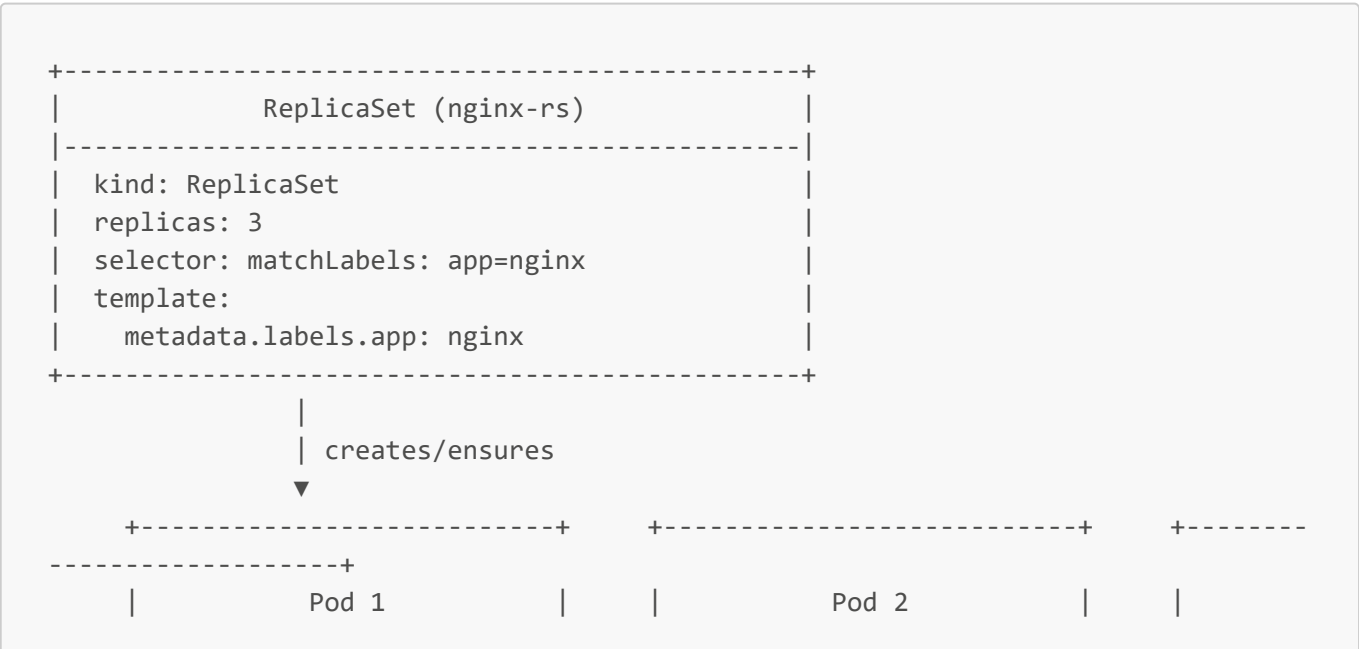 +------------------------------------------------+
|             ReplicaSet (nginx-rs)              |
|------------------------------------------------|
|  kind: ReplicaSet                              |
|  replicas: 3                                   |
|  selector: matchLabels: app=nginx              |
|  template:                                     |
|    metadata.labels.app: nginx                  |
+------------------------------------------------+
                |
                | creates/ensures
                ▼
     +---------------------------+     +---------------------------+     +--------
-------------------+
     |           Pod 1           |     |           Pod 2           |     |